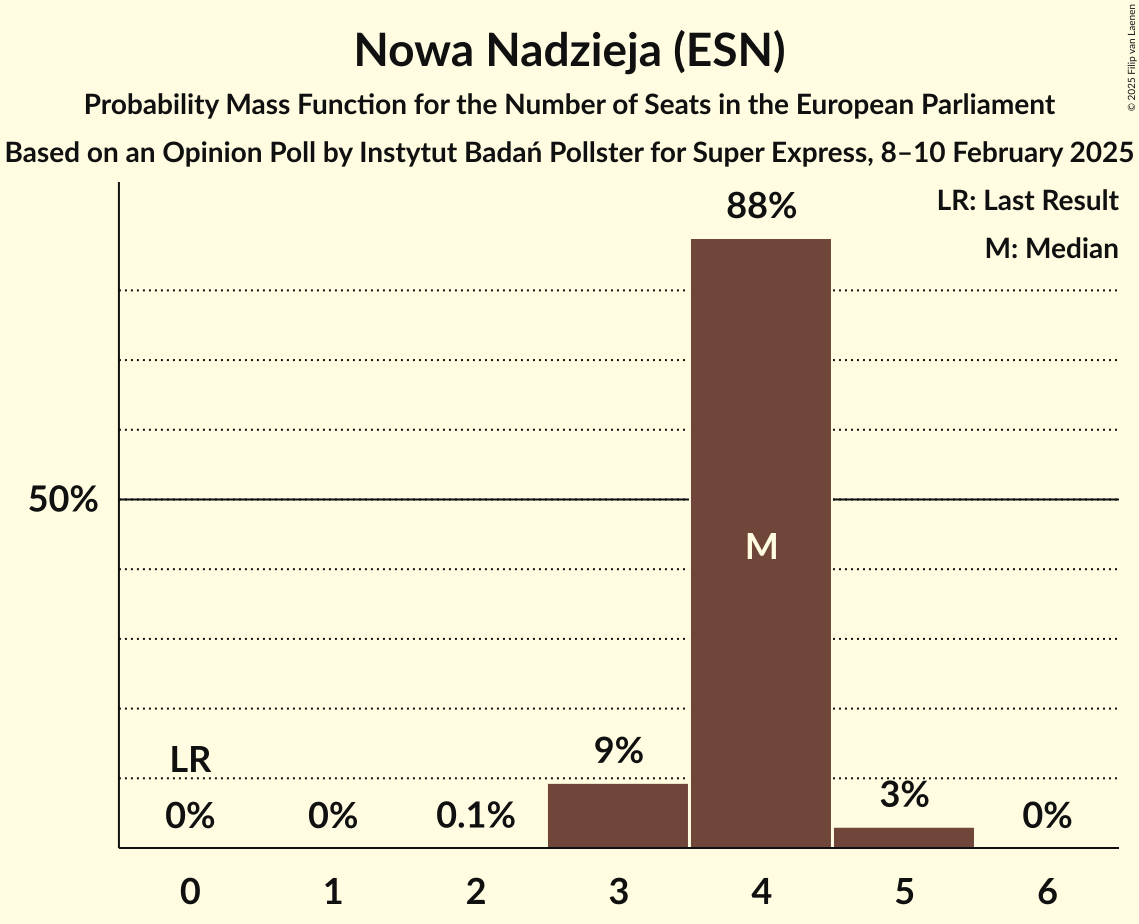 Nowa Nadzieja (ESN)
Probability Mass Function for the Number of Seats in the European Parliament
Based on an Opinion Poll by Instytut Badań Pollster for Super Express, 8–10 February 2025
© 2025 Filip van Laenen
LR: Last Result
M: Median
88%
50%
M
LR
9%
3%
0%
0%
0.1%
0%
0
1
2
3
4
5
6